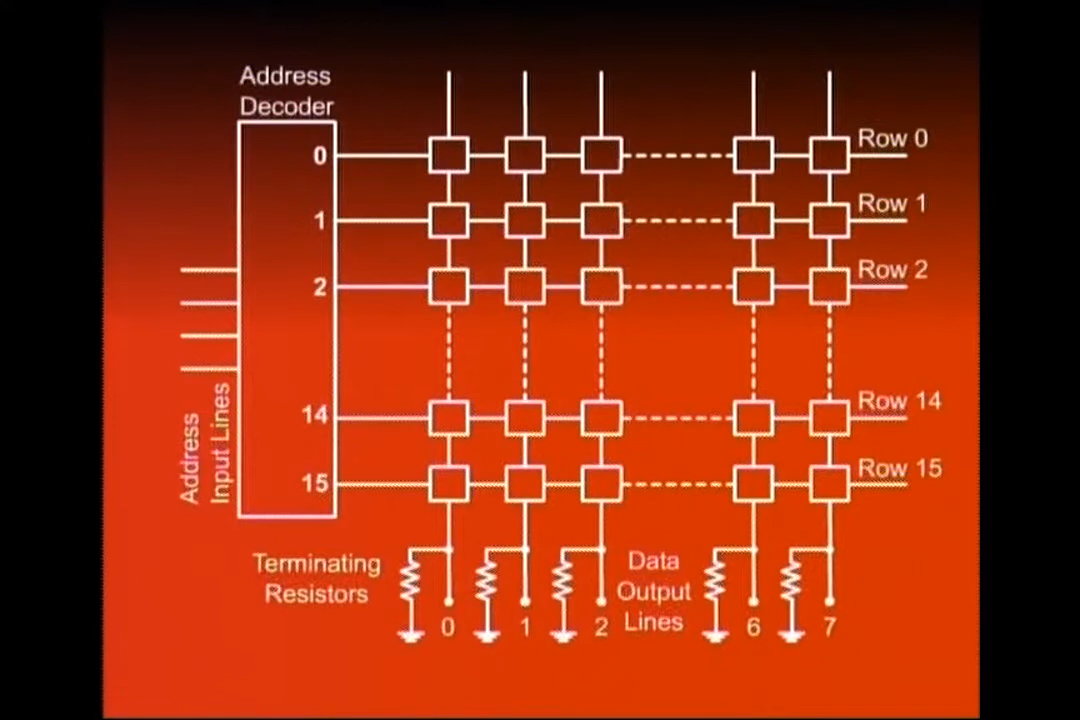 Address
Decoder
0
Row 0
1
Row 1
2
Row 2
14
Row 14
15
Row 15
Address
Input Lines
Terminating
Resistors
Data
Output
Lines
0
1
2
6
7